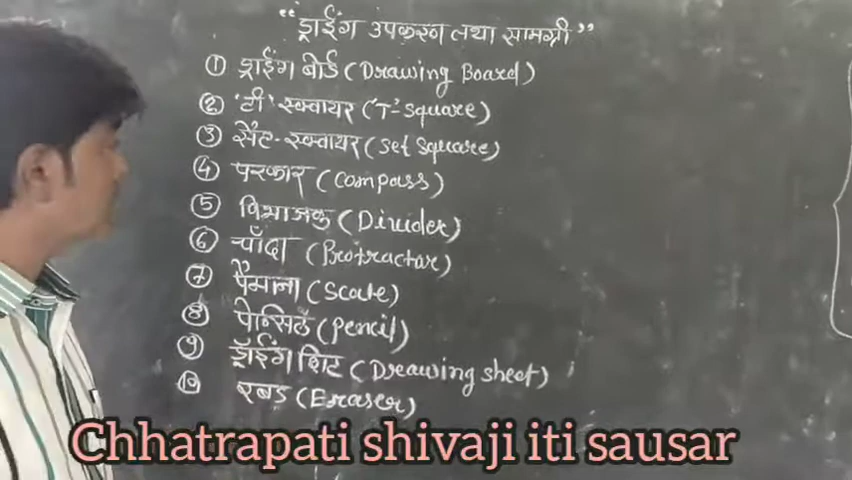 “ड्राईंग उपकरण तथा सामग्री”
① ड्राईंग बोर्ड (Drawing Board)
② 'टी' स्क्वायर ('T' Square)
③ सैट-स्क्वायर (Set Square)
④ परकार (Compass)
⑤ विभाजक (Divider)
⑥ चाँदा (Protractar)
⑦ पैमाना (Scale)
⑧ पेन्सिल (Pencil)
⑨ ड्रॉईंग शिट (Drawing sheet)
⑩ रबड (Eraser)
Chhatrapati shivaji iti sausar